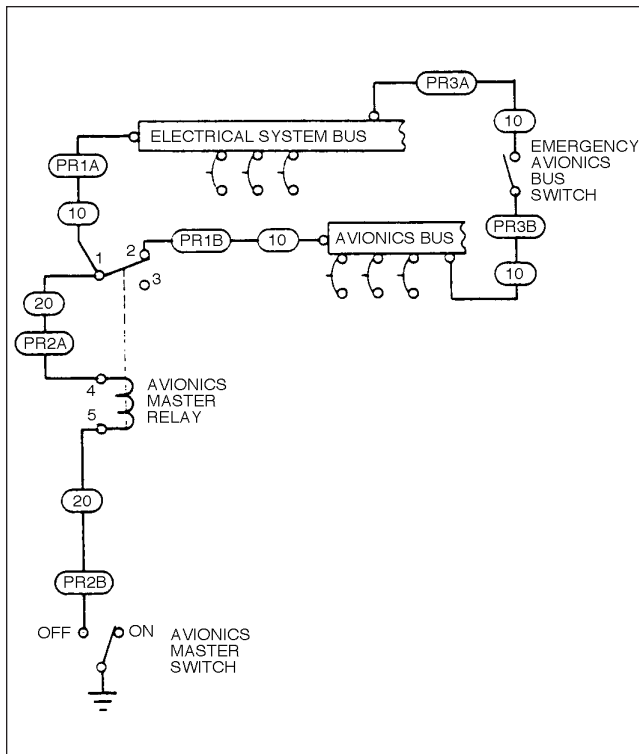 PR3A
ELECTRICAL SYSTEM BUS
10
PR1A
EMERGENCY
AVIONICS
BUS
SWITCH
10
PR3B
2
PR1B
10
AVIONICS BUS
1
3
10
20
PR2A
4
AVIONICS
MASTER
RELAY
5
20
PR2B
OFF
ON
AVIONICS
MASTER
SWITCH